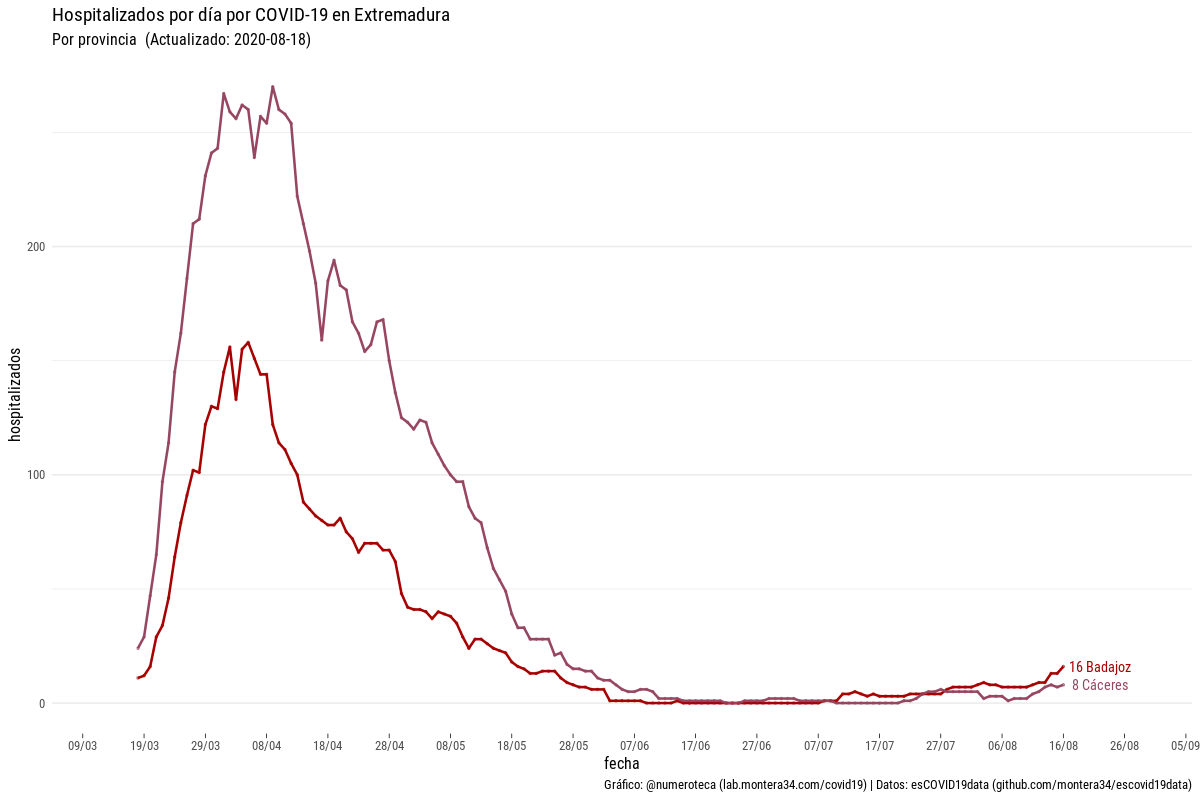 Hospitalizados por día por COVID-19 en Extremadura
Por provincia (Actualizado: 2020-08-18)
hospitalizados
200
100
0
16 Badajoz
8 Cáceres
09/03 19/03 29/03 08/04 18/04 28/04 08/05 18/05 28/05 07/06 17/06 27/06 07/07 17/07 27/07 06/08 16/08 26/08 05/09
fecha
Gráfico: @numeroteca (lab.montera34.com/covid19) | Datos: esCOVID19data (github.com/montera34/escovid19data)